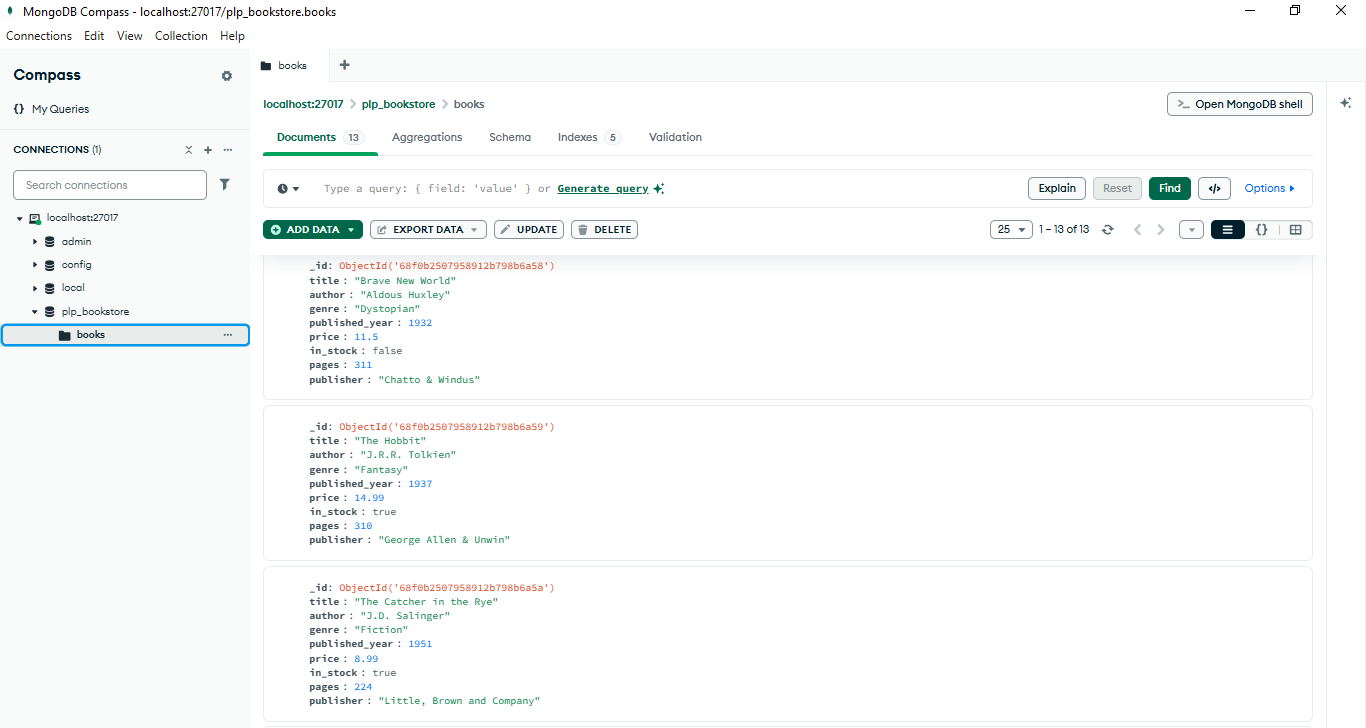 MongoDB Compass - localhost:27017/plp_bookstore.books
Connections Edit View Collection Help
Compass
{} My Queries
CONNECTIONS (1)
Search connections
localhost:27017
admin
config
local
plp_bookstore
books
books
localhost:27017 > plp_bookstore > books
>_ Open MongoDB shell
Documents 13 Aggregations Schema Indexes 5 Validation
Type a query: { field: 'value' } or Generate query
Explain Reset Find </> Options
ADD DATA EXPORT DATA UPDATE DELETE
25 1 – 13 of 13 {}
_id: ObjectId('68f0b2507958912b798b6a58')
title : "Brave New World"
author : "Aldous Huxley"
genre : "Dystopian"
published_year : 1932
price : 11.5
in_stock : false
pages : 311
publisher : "Chatto & Windus"
_id: ObjectId('68f0b2507958912b798b6a59')
title : "The Hobbit"
author : "J.R.R. Tolkien"
genre : "Fantasy"
published_year : 1937
price : 14.99
in_stock : true
pages : 310
publisher : "George Allen & Unwin"
_id: ObjectId('68f0b2507958912b798b6a5a')
title : "The Catcher in the Rye"
author : "J.D. Salinger"
genre : "Fiction"
published_year : 1951
price : 8.99
in_stock : true
pages : 224
publisher : "Little, Brown and Company"